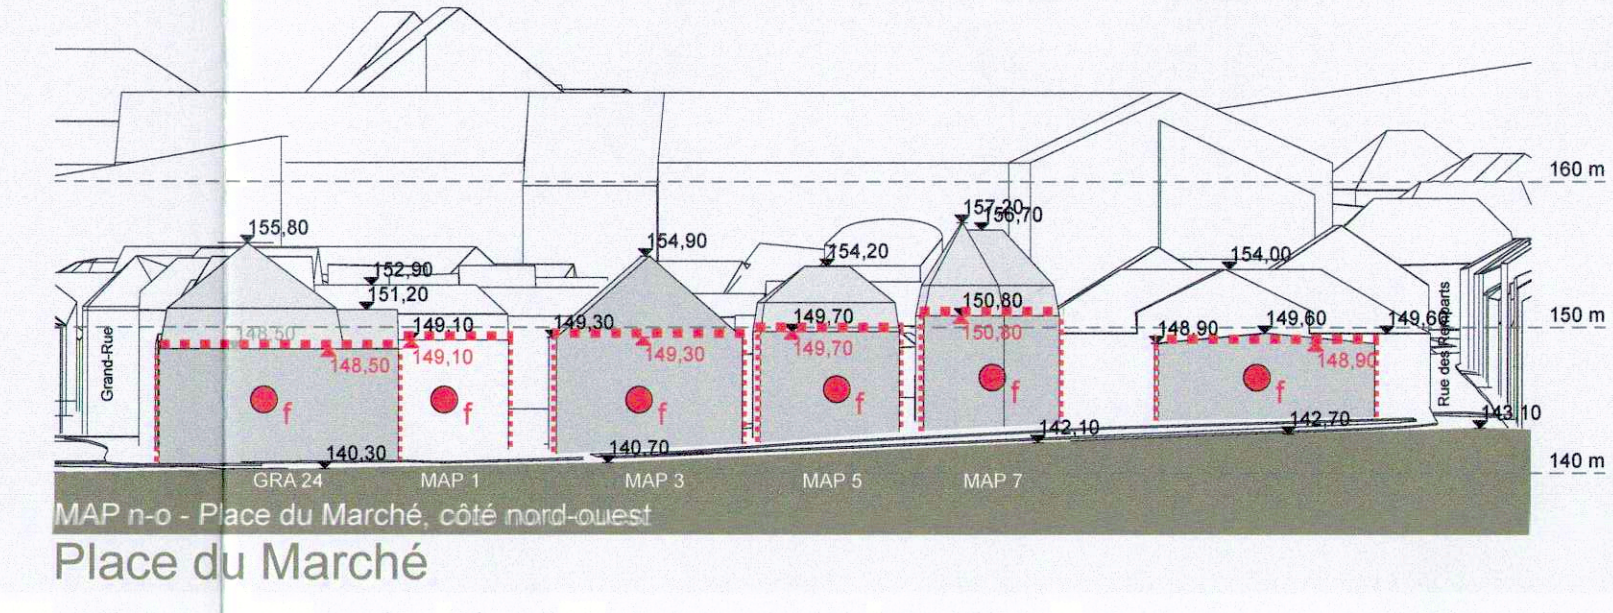 160 m
157,20
156,70
155,80
154,90
154,20
154,00
152,90
151,20
150,80
150 m
149,10
149,30
149,70
148,90
149,60
149,60
148,50
148,50
149,10
149,30
149,70
150,80
148,90
Grand-Rue
Rue des Remparts
f
f
f
f
f
f
140,30
140,70
142,10
142,70
143,10
140 m
GRA 24
MAP 1
MAP 3
MAP 5
MAP 7
MAP n-o - Place du Marché, côté nord-ouest
Place du Marché